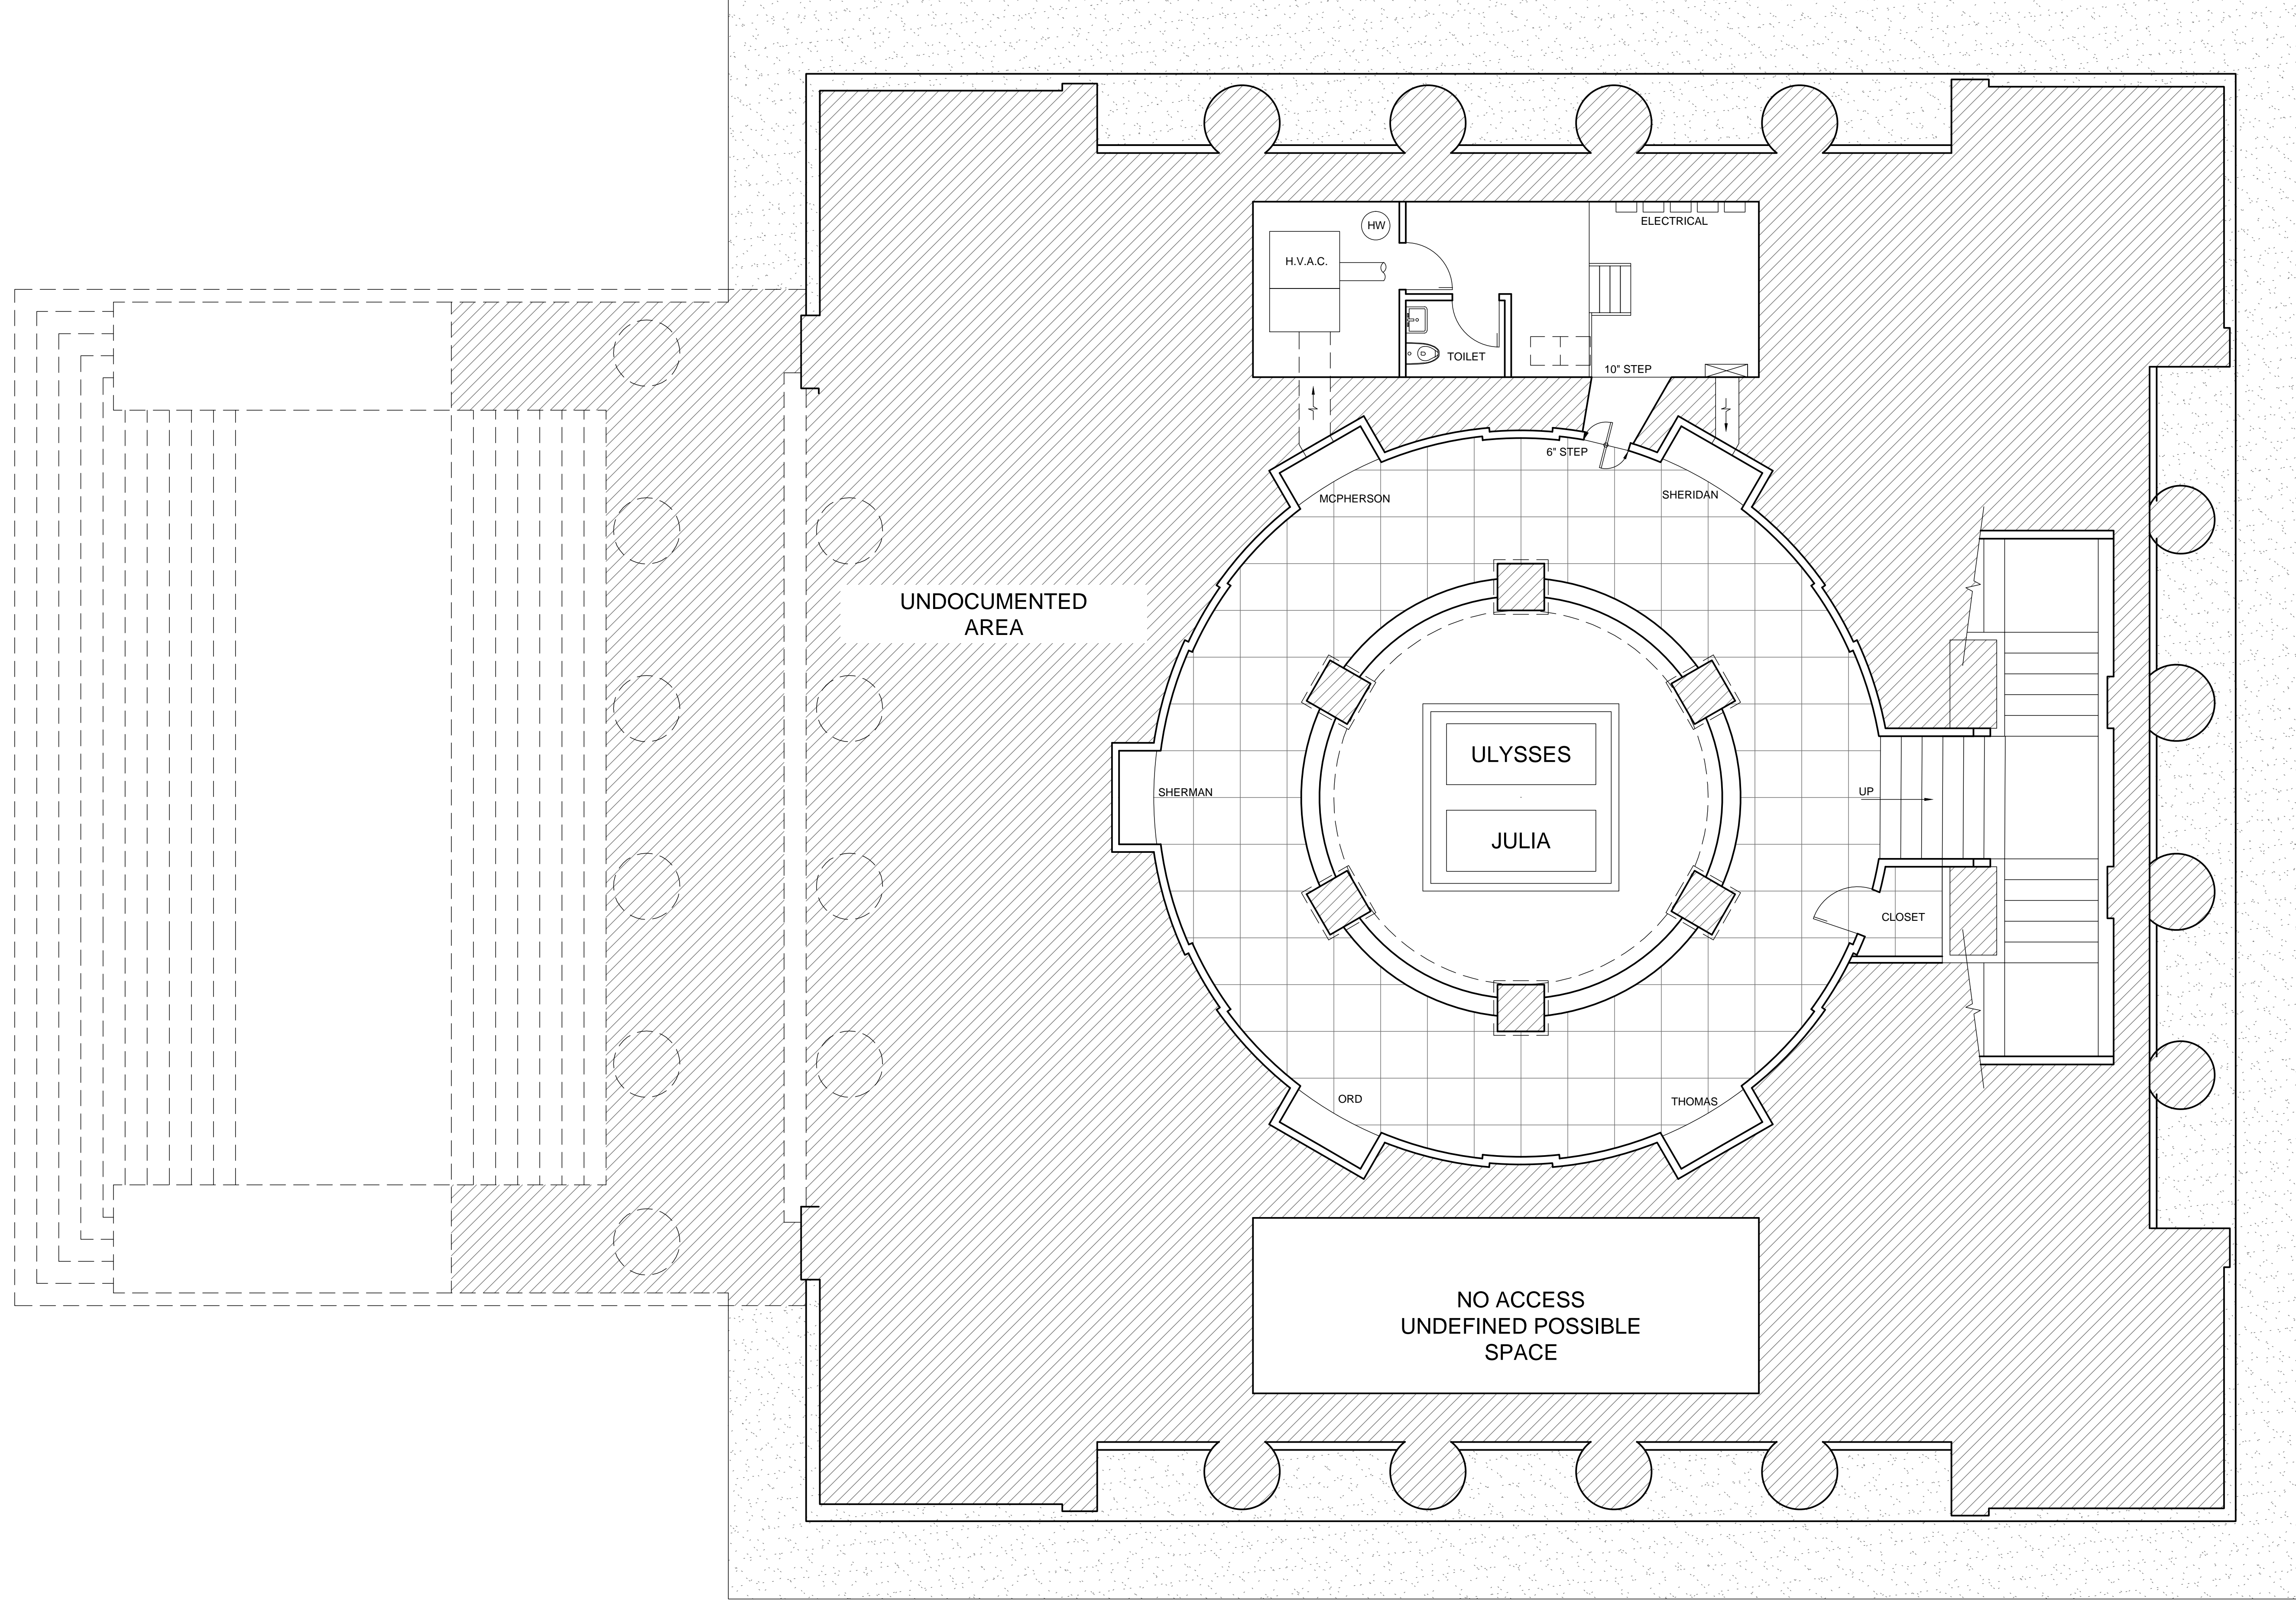 HW
ELECTRICAL
H.V.A.C.
TOILET
10" STEP
6" STEP
MCPHERSON
SHERIDAN
UNDOCUMENTED
AREA
ULYSSES
SHERMAN
UP
JULIA
CLOSET
ORD
THOMAS
NO ACCESS
UNDEFINED POSSIBLE
SPACE